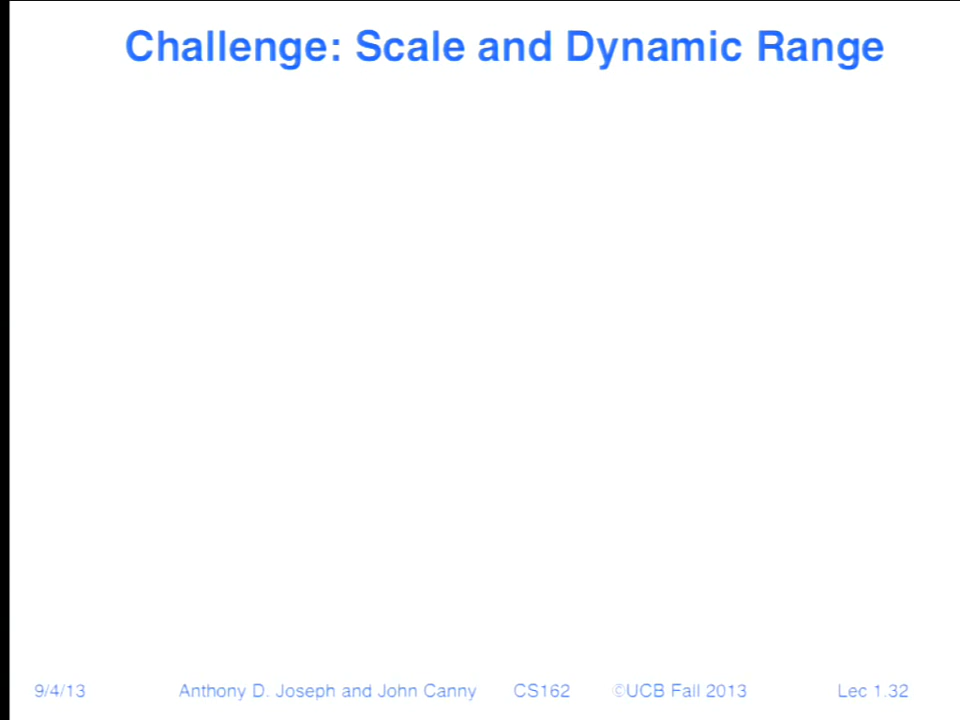 Challenge: Scale and Dynamic Range
9/4/13 Anthony D. Joseph and John Canny CS162 ©UCB Fall 2013 Lec 1.32